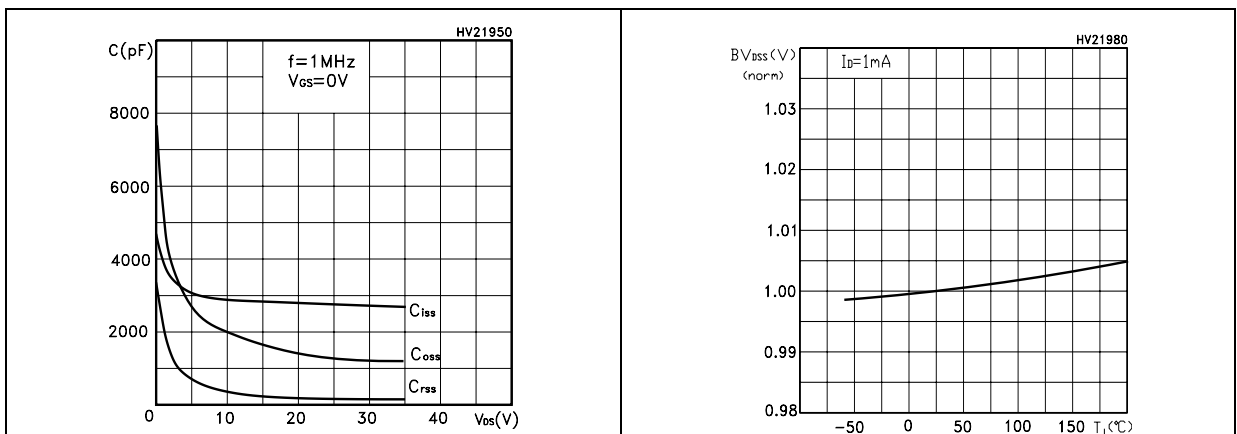 HV21950
C(pF)
f=1MHz
VGS=0V
8000
6000
4000
2000
Ciss
Coss
Crss
0 10 20 30 40 VDS(V)
HV21980
BVDSS(V)
(norm)
ID=1mA
1.03
1.02
1.01
1.00
0.99
0.98
-50 0 50 100 150 TJ(°C)